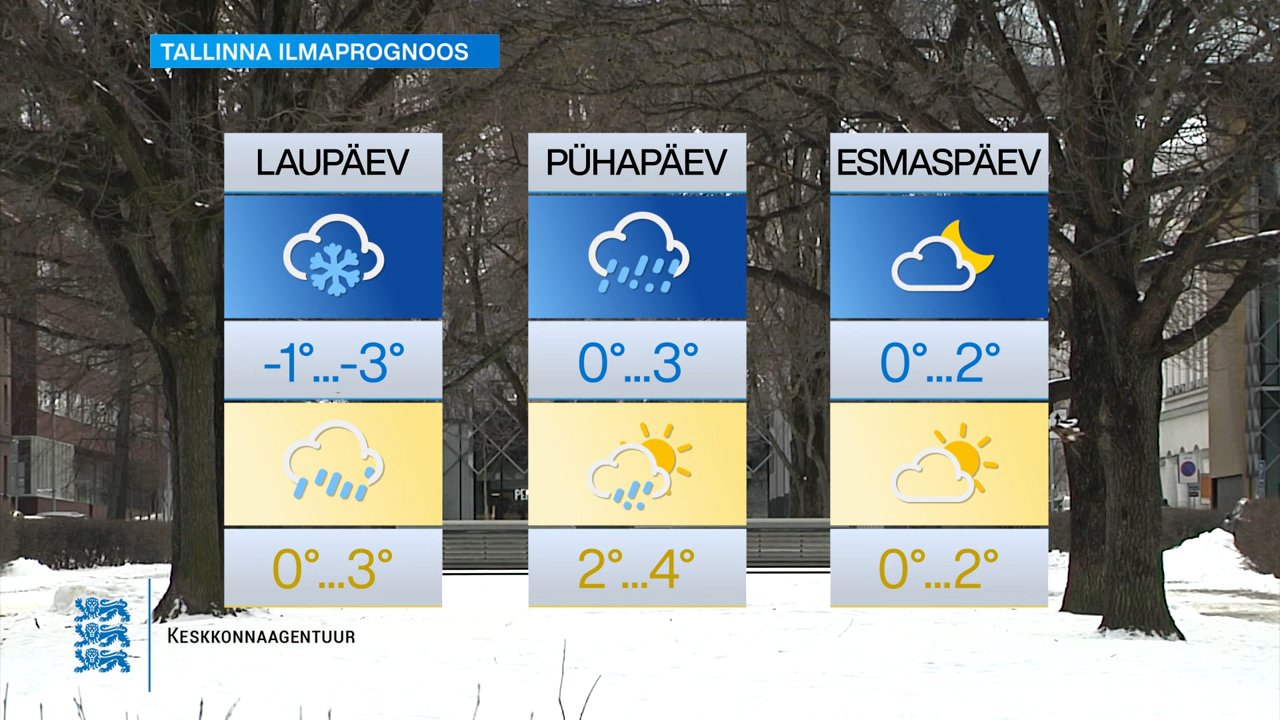 TALLINNA ILMAPROGNOOS
LAUPÄEV
-1°...-3°
0°...3°
PÜHAPÄEV
0°...3°
2°...4°
ESMASPÄEV
0°...2°
0°...2°
KESKKONNAAGENTUUR